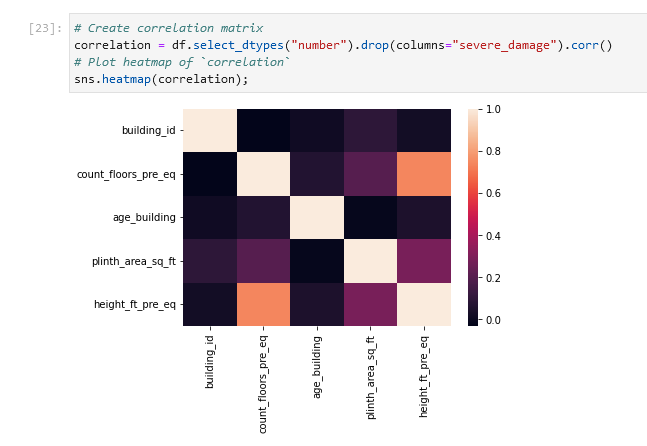 [23]: # Create correlation matrix
correlation = df.select_dtypes("number").drop(columns="severe_damage").corr()
# Plot heatmap of `correlation`
sns.heatmap(correlation);
building_id
count_floors_pre_eq
age_building
plinth_area_sq_ft
height_ft_pre_eq
1.0
0.8
0.6
0.4
0.2
0.0
building_id
count_floors_pre_eq
age_building
plinth_area_sq_ft
height_ft_pre_eq